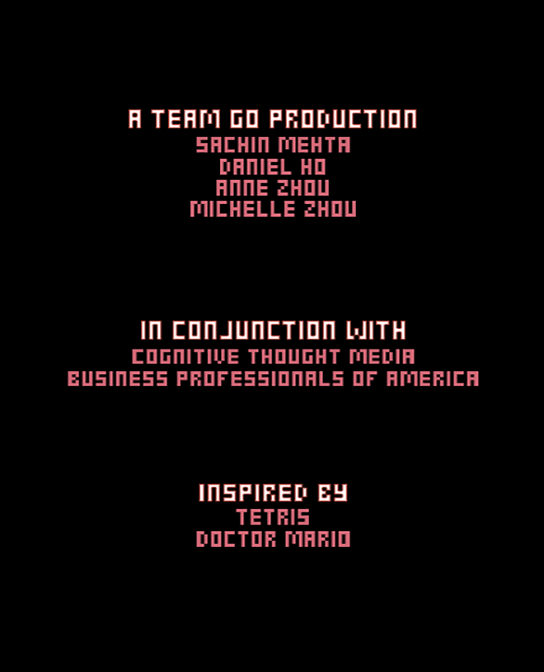 A TEAM GO PRODUCTION
SACHIN MEHTA
DANIEL HO
ANNE ZHOU
MICHELLE ZHOU
IN CONJUNCTION WITH
COGNITIVE THOUGHT MEDIA
BUSINESS PROFESSIONALS OF AMERICA
INSPIRED BY
TETRIS
DOCTOR MARIO